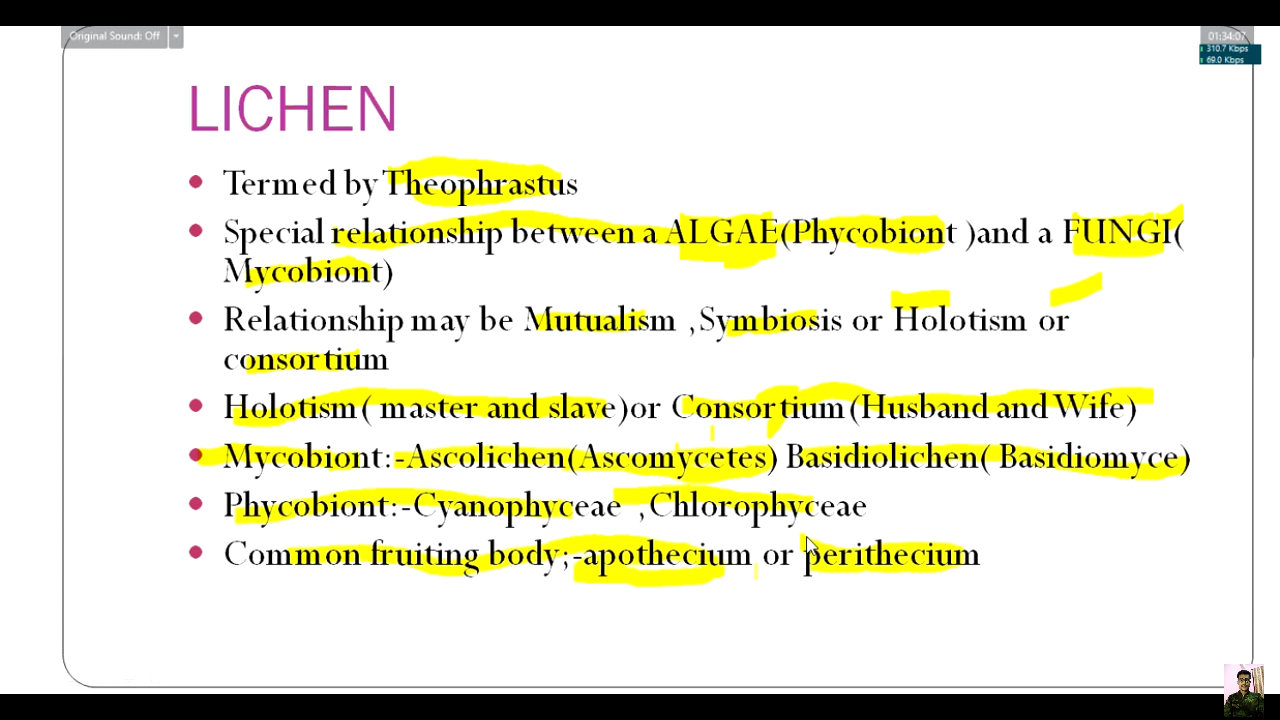 Original Sound: Off
01:34:07
310.7 Kbps
69.0 Kbps
LICHEN
• Termed by Theophrastus
• Special relationship between a ALGAE(Phycobiont )and a FUNGI(
Mycobiont)
• Relationship may be Mutualism ,Symbiosis or Holotism or
consortium
• Holotism( master and slave)or Consortium(Husband and Wife)
• Mycobiont:-Ascolichen(Ascomycetes) Basidiolichen( Basidiomyce)
• Phycobiont:-Cyanophyceae ,Chlorophyceae
• Common fruiting body;-apothecium or perithecium